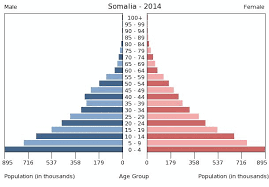 Male Somalia - 2014 Female
100+
95 - 99
90 - 94
85 - 89
80 - 84
75 - 79
70 - 74
65 - 69
60 - 64
55 - 59
50 - 54
45 - 49
40 - 44
35 - 39
30 - 34
25 - 29
20 - 24
15 - 19
10 - 14
5 - 9
0 - 4
895 716 537 358 179 0 0 179 358 537 716 895
Population (in thousands) Age Group Population (in thousands)